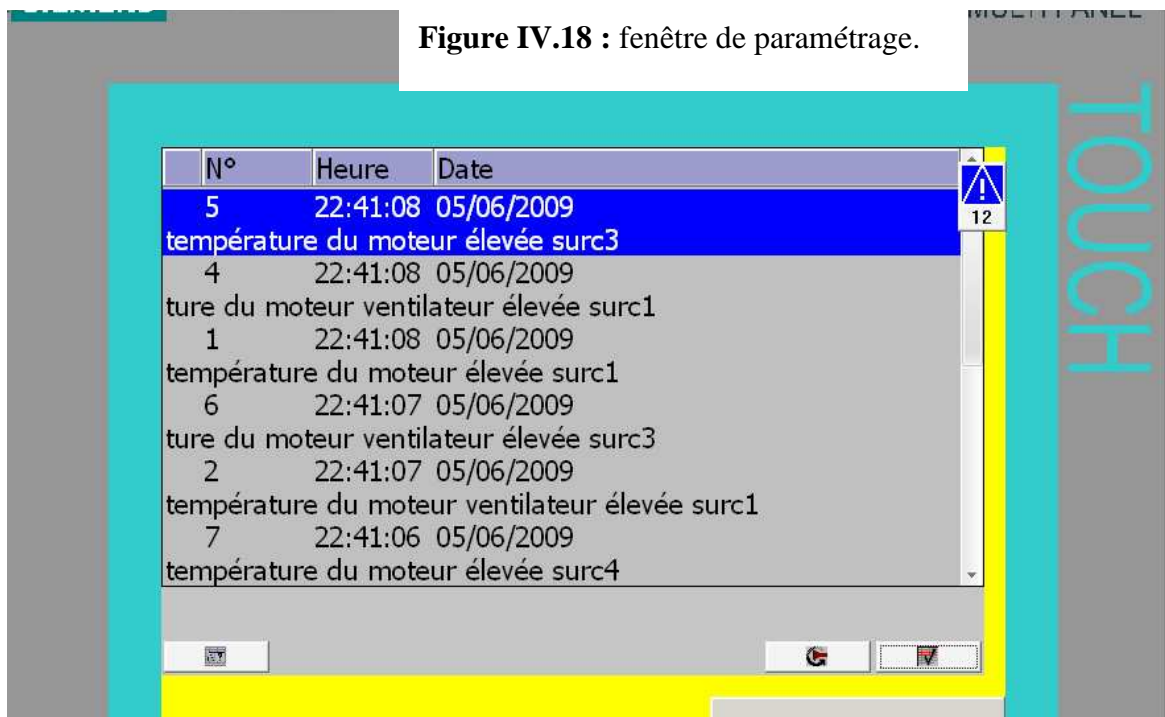 Figure IV.18 : fenêtre de paramétrage.
TOUCH
N° Heure Date
5 22:41:08 05/06/2009
température du moteur élevée surc3
4 22:41:08 05/06/2009
ture du moteur ventilateur élevée surc1
1 22:41:08 05/06/2009
température du moteur élevée surc1
6 22:41:07 05/06/2009
ture du moteur ventilateur élevée surc3
2 22:41:07 05/06/2009
température du moteur ventilateur élevée surc1
7 22:41:06 05/06/2009
température du moteur élevée surc4
12